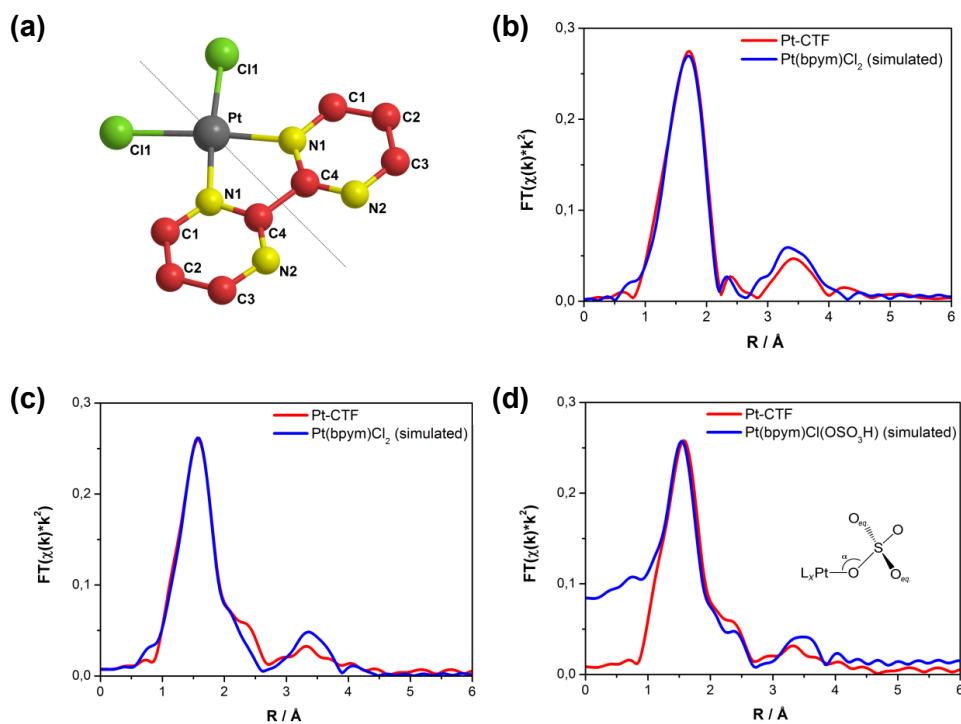 (a)
Cl1
Cl1
Pt
N1
C1
C2
C3
C4
N2
N1
C4
C1
N2
C2
C3
(b)
Pt-CTF
Pt(bpym)Cl₂ (simulated)
FT(χ(k)*k²)
0,3
0,2
0,1
0,0
0 1 2 3 4 5 6
R / Å
(c)
Pt-CTF
Pt(bpym)Cl₂ (simulated)
FT(χ(k)*k²)
0,3
0,2
0,1
0,0
0 1 2 3 4 5 6
R / Å
(d)
Pt-CTF
Pt(bpym)Cl(OSO₃H) (simulated)
FT(χ(k)*k²)
0,3
0,2
0,1
0,0
Oeq. O
α S
LxPt O Oeq.
0 1 2 3 4 5 6
R / Å